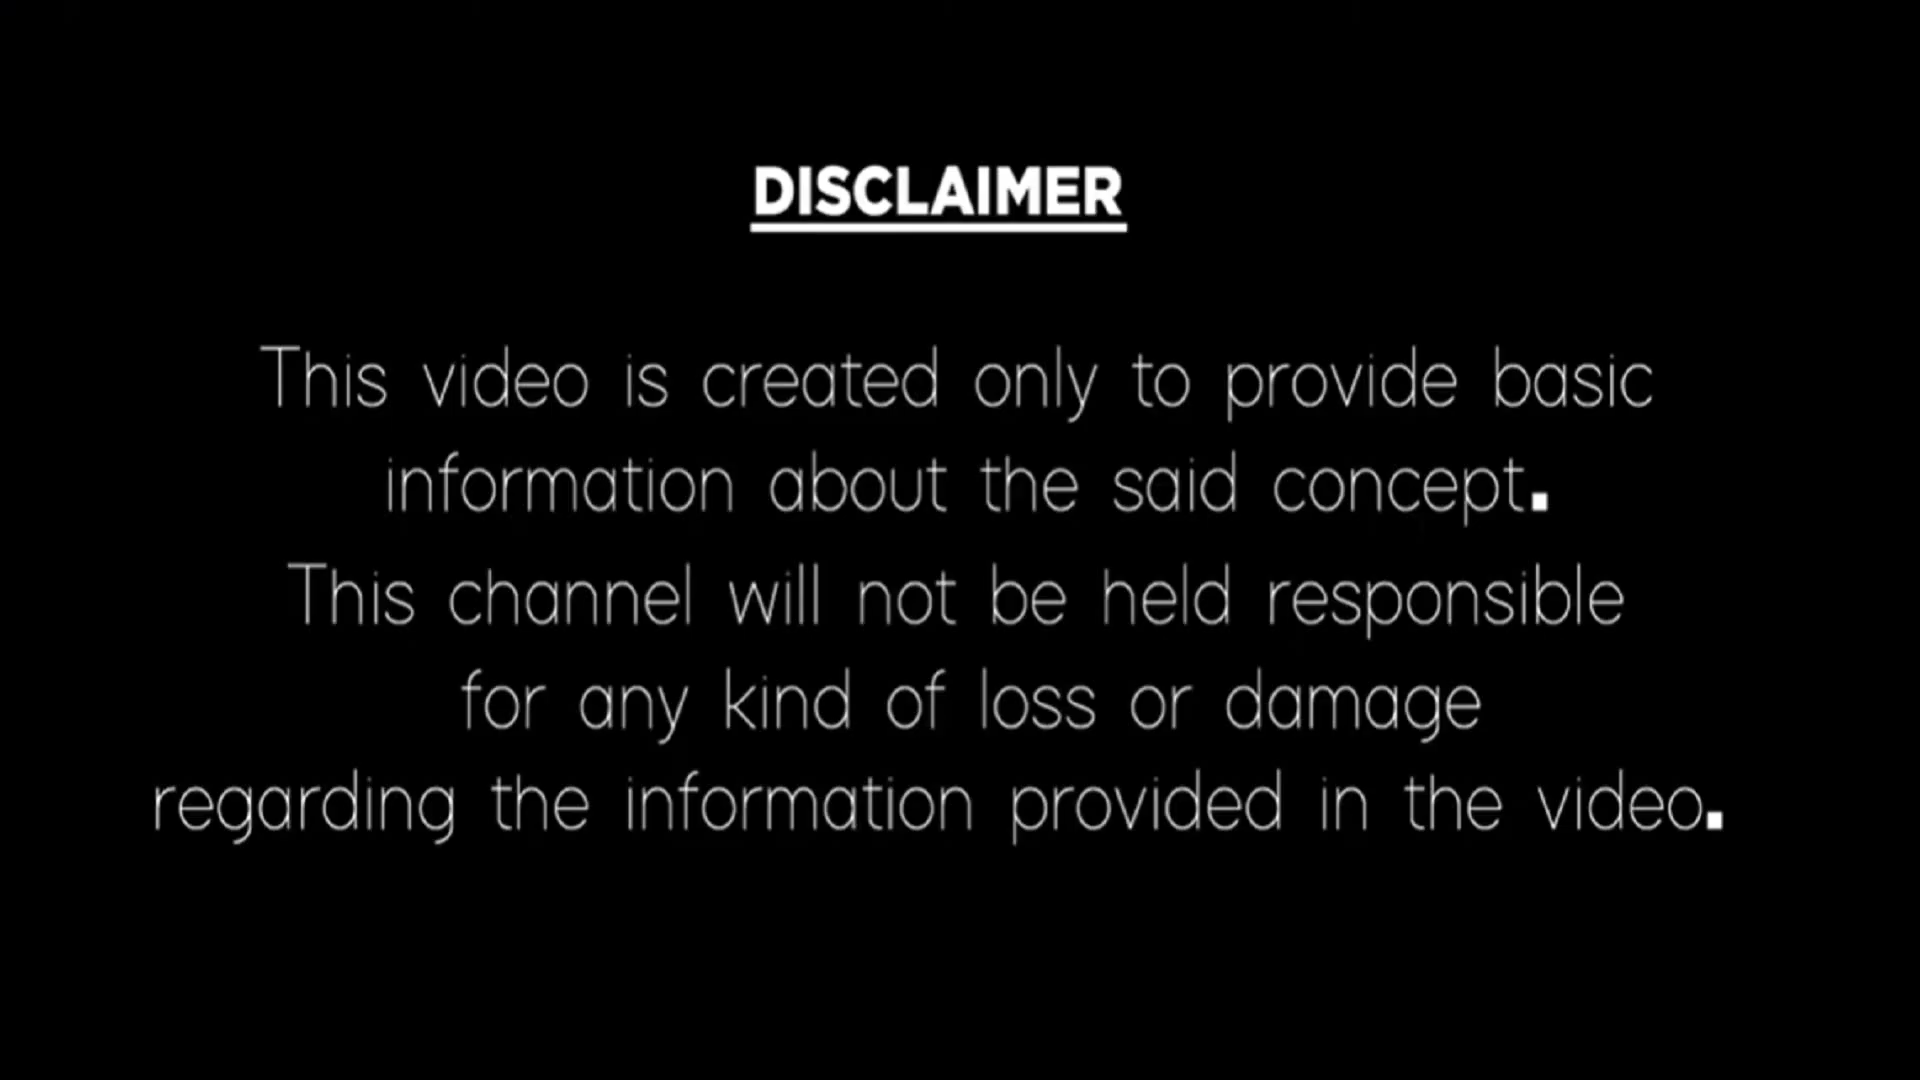 DISCLAIMER
This video is created only to provide basic
information about the said concept.
This channel will not be held responsible
for any kind of loss or damage
regarding the information provided in the video.